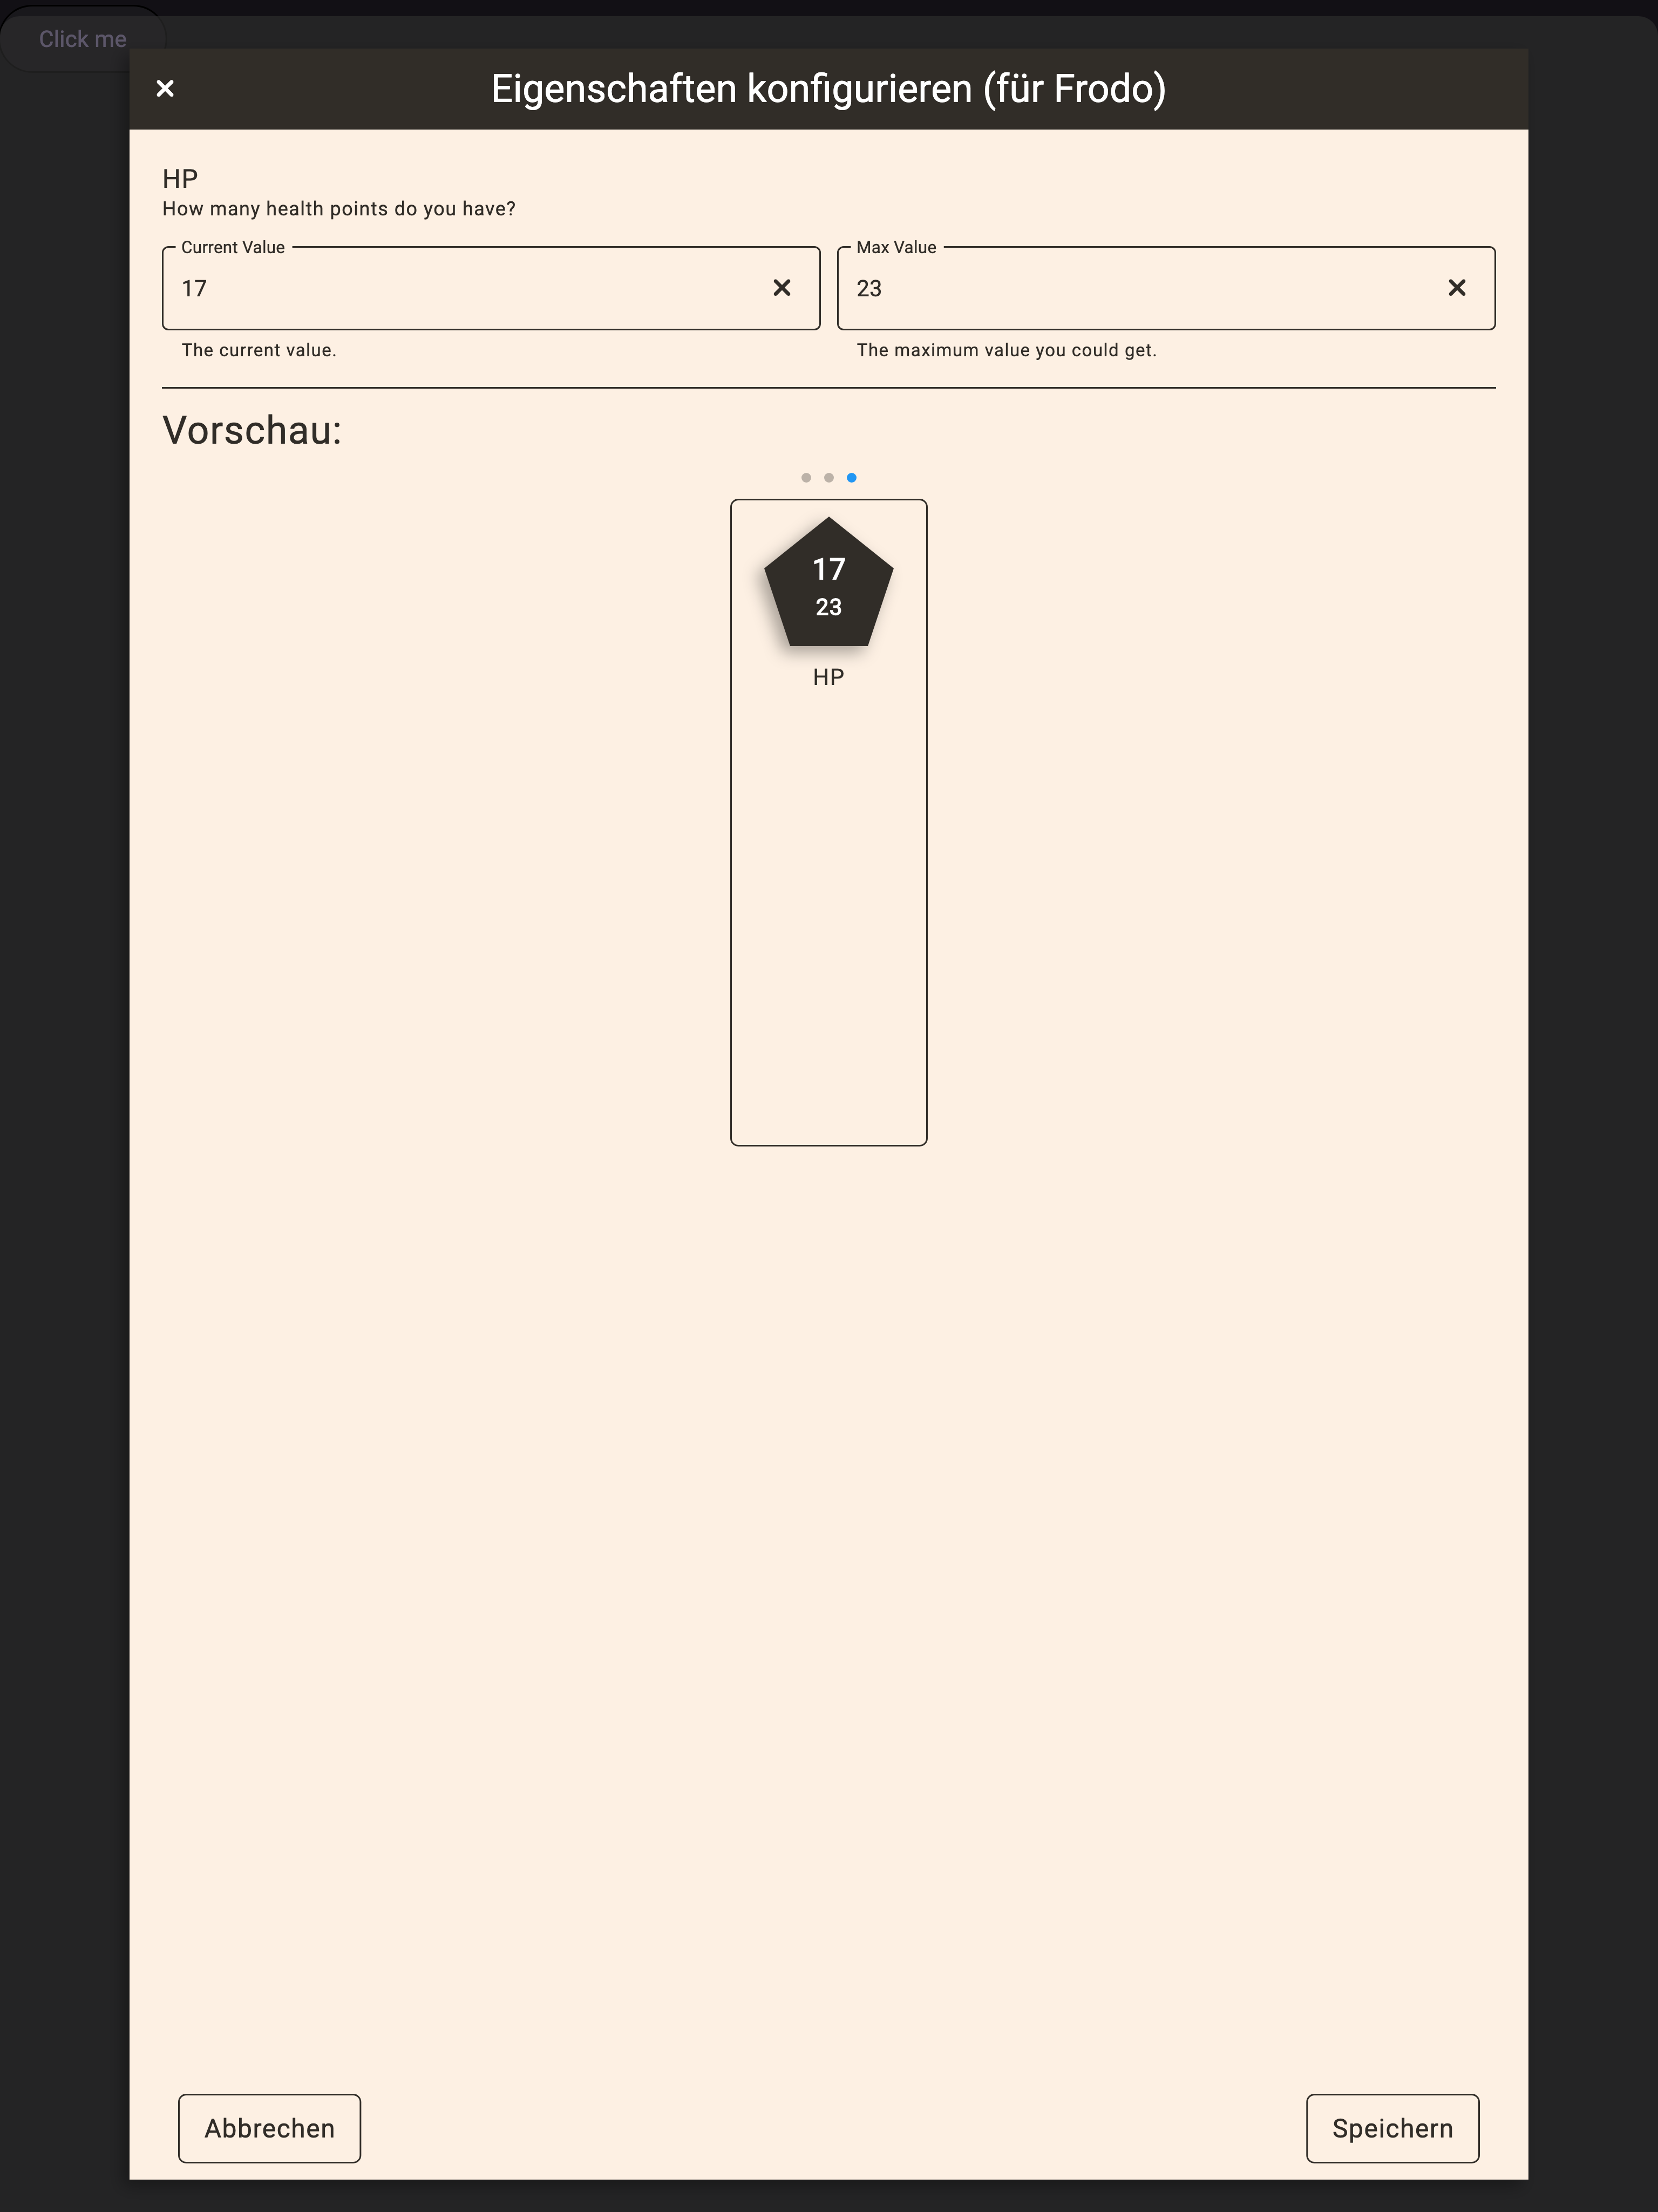 Click me
Eigenschaften konfigurieren (für Frodo)
HP
How many health points do you have?
Current Value
17
The current value.
Max Value
23
The maximum value you could get.
Vorschau:
17
23
HP
Abbrechen
Speichern